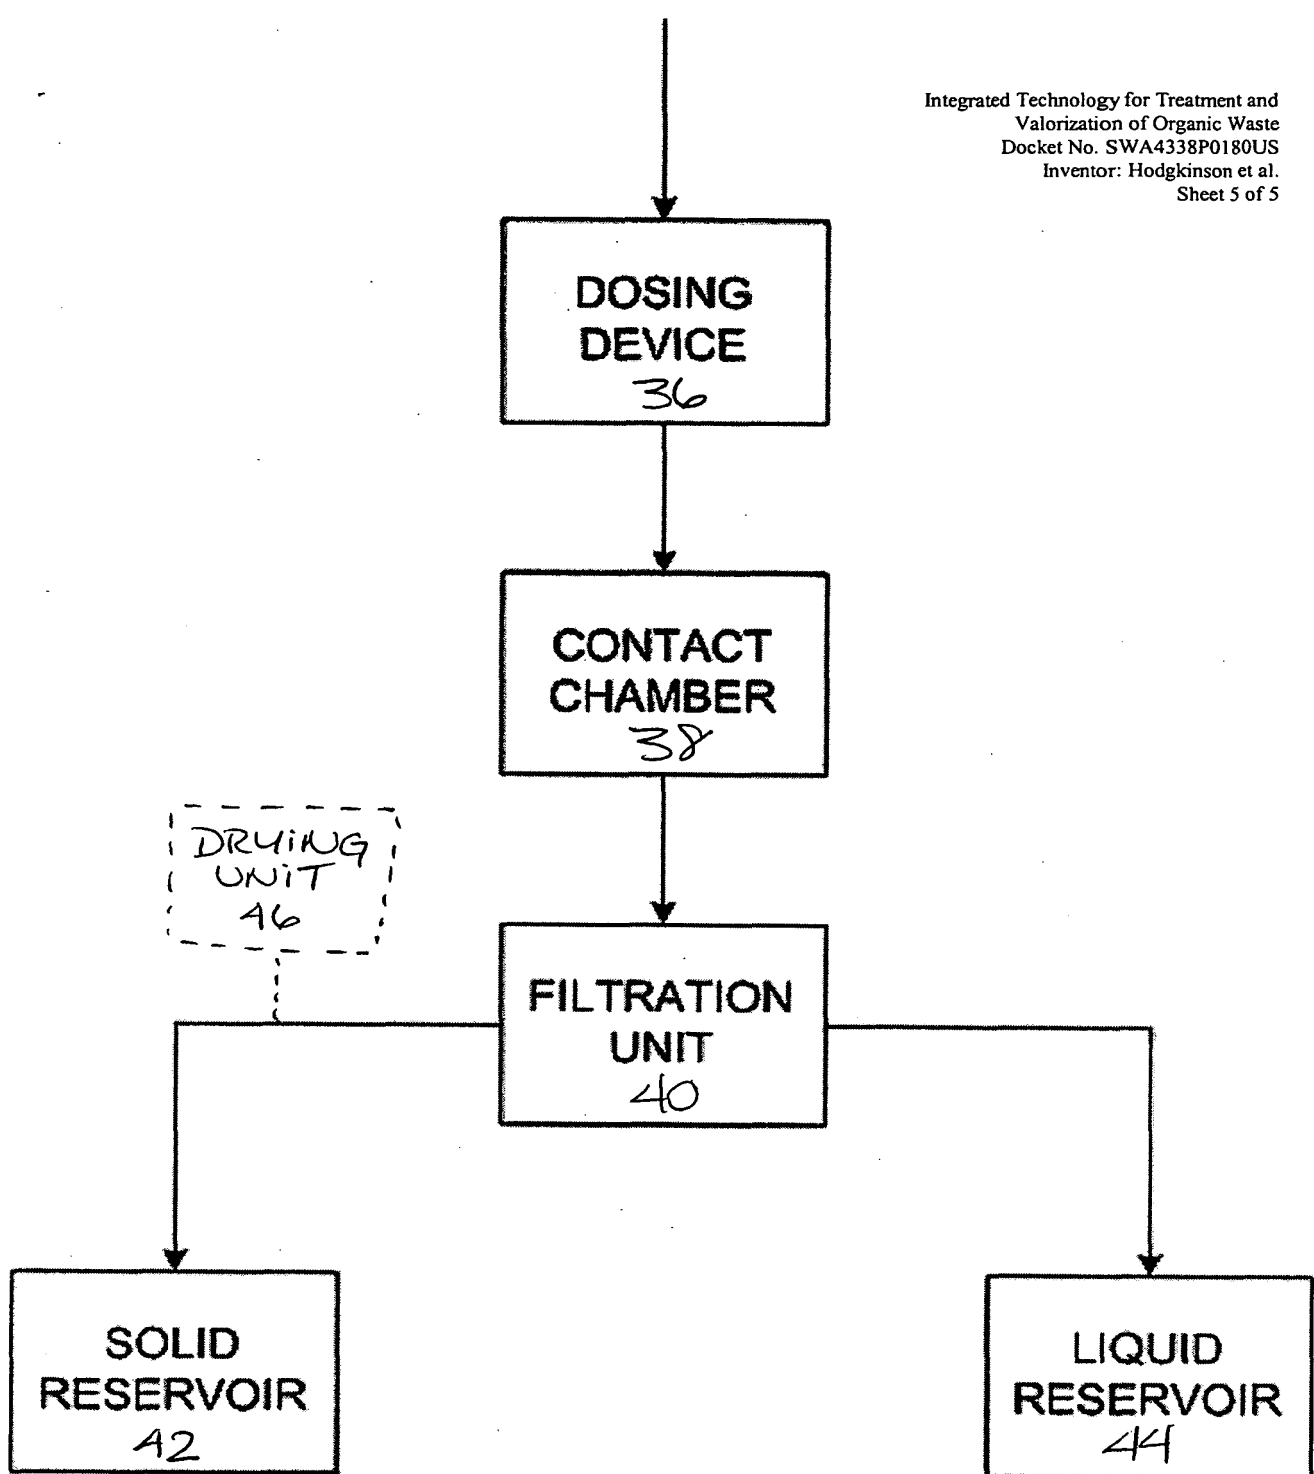 Integrated Technology for Treatment and
Valorization of Organic Waste
Docket No. SWA4338P0180US
Inventor: Hodgkinson et al.
Sheet 5 of 5
DOSING
DEVICE
36
CONTACT
CHAMBER
38
DRYING
UNIT
46
FILTRATION
UNIT
40
SOLID
RESERVOIR
42
LIQUID
RESERVOIR
44